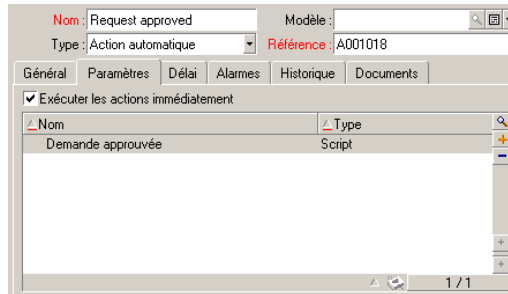 Nom : Request approved Modèle :
Type : Action automatique Référence : A001018
Général Paramètres Délai Alarmes Historique Documents
Exécuter les actions immédiatement
Nom Type
Demande approuvée Script
1 / 1